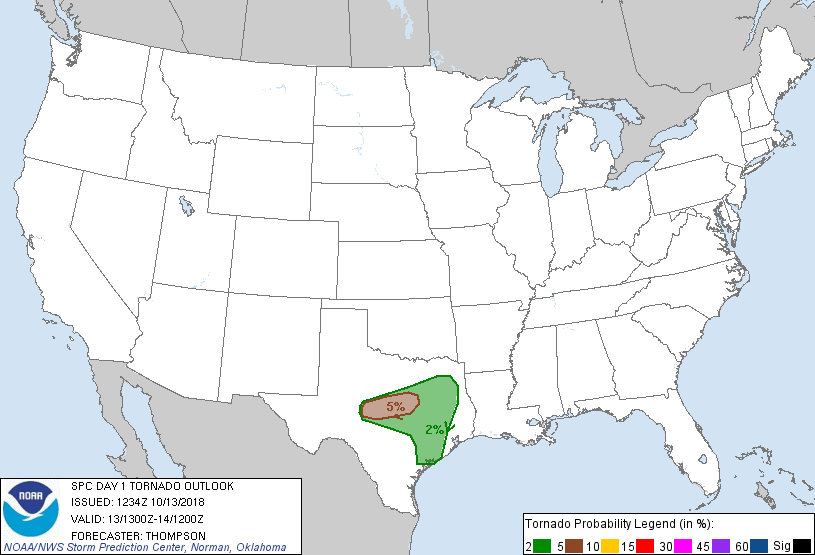 5%
2%
NOAA
SPC DAY 1 TORNADO OUTLOOK
ISSUED: 1234Z 10/13/2018
VALID: 13/1300Z-14/1200Z
FORECASTER: THOMPSON
NOAA/NWS Storm Prediction Center, Norman, Oklahoma
Tornado Probability Legend (in %):
2 5 10 15 30 45 60 Sig